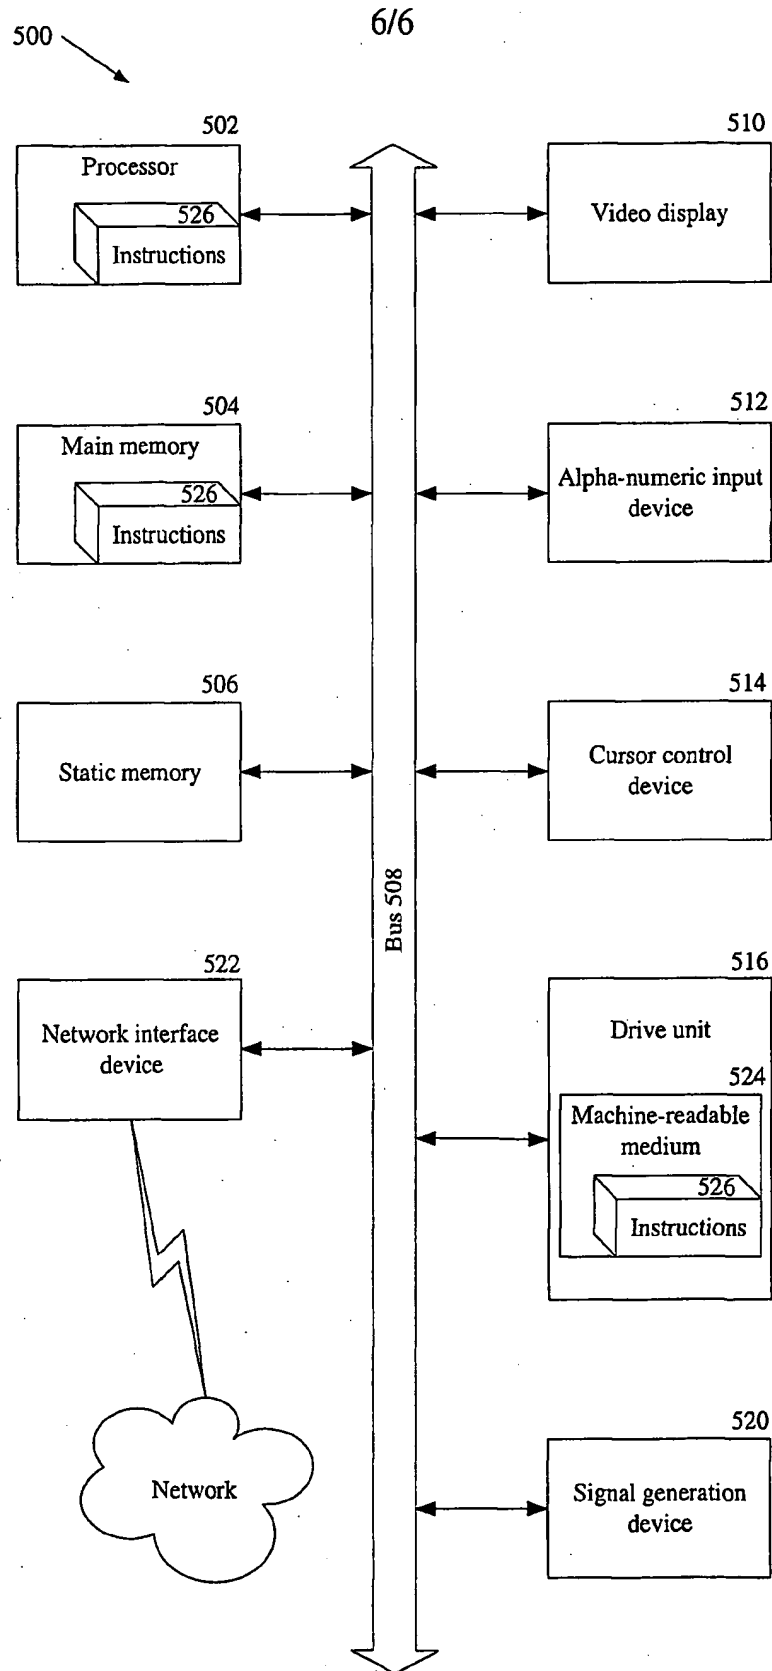 6/6
500
502
Processor
526
Instructions
504
Main memory
526
Instructions
506
Static memory
522
Network interface
device
Network
Bus 508
510
Video display
512
Alpha-numeric input
device
514
Cursor control
device
516
Drive unit
524
Machine-readable
medium
526
Instructions
520
Signal generation
device